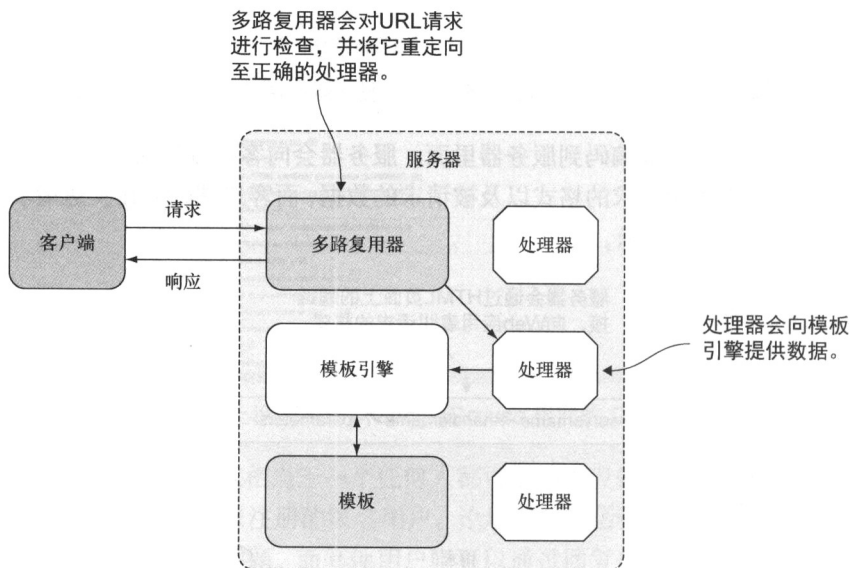 多路复用器会对URL请求
进行检查，并将它重定向
至正确的处理器。
服务器
请求
客户端
多路复用器
处理器
响应
处理器会向模板
引擎提供数据。
模板引擎
处理器
模板
处理器